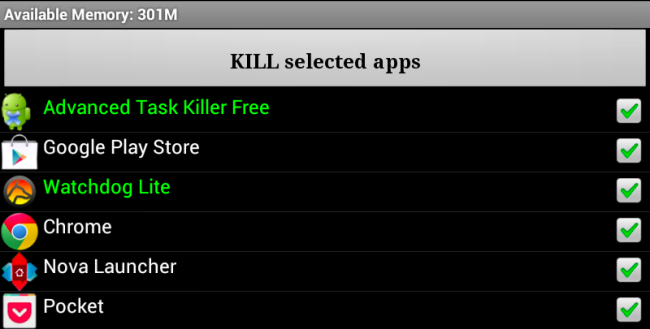 Available Memory: 301M
KILL selected apps
Advanced Task Killer Free
Google Play Store
Watchdog Lite
Chrome
Nova Launcher
Pocket